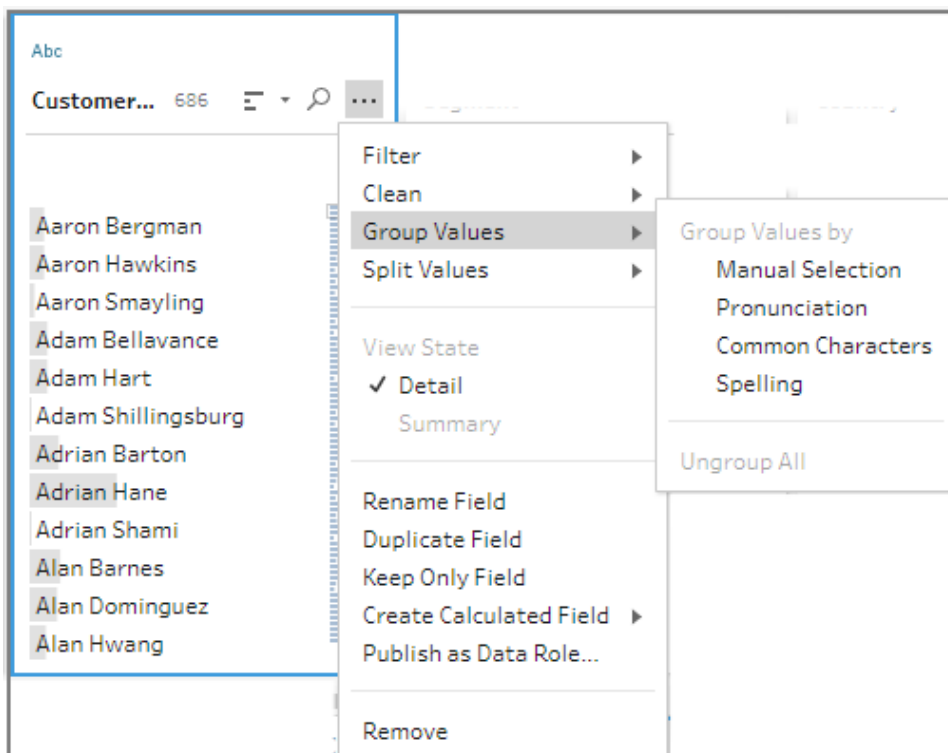 Abc
Customer... 686
Aaron Bergman
Aaron Hawkins
Aaron Smayling
Adam Bellavance
Adam Hart
Adam Shillingsburg
Adrian Barton
Adrian Hane
Adrian Shami
Alan Barnes
Alan Dominguez
Alan Hwang
Filter
Clean
Group Values
Split Values
View State
Detail
Summary
Rename Field
Duplicate Field
Keep Only Field
Create Calculated Field
Publish as Data Role...
Remove
Group Values by
Manual Selection
Pronunciation
Common Characters
Spelling
Ungroup All